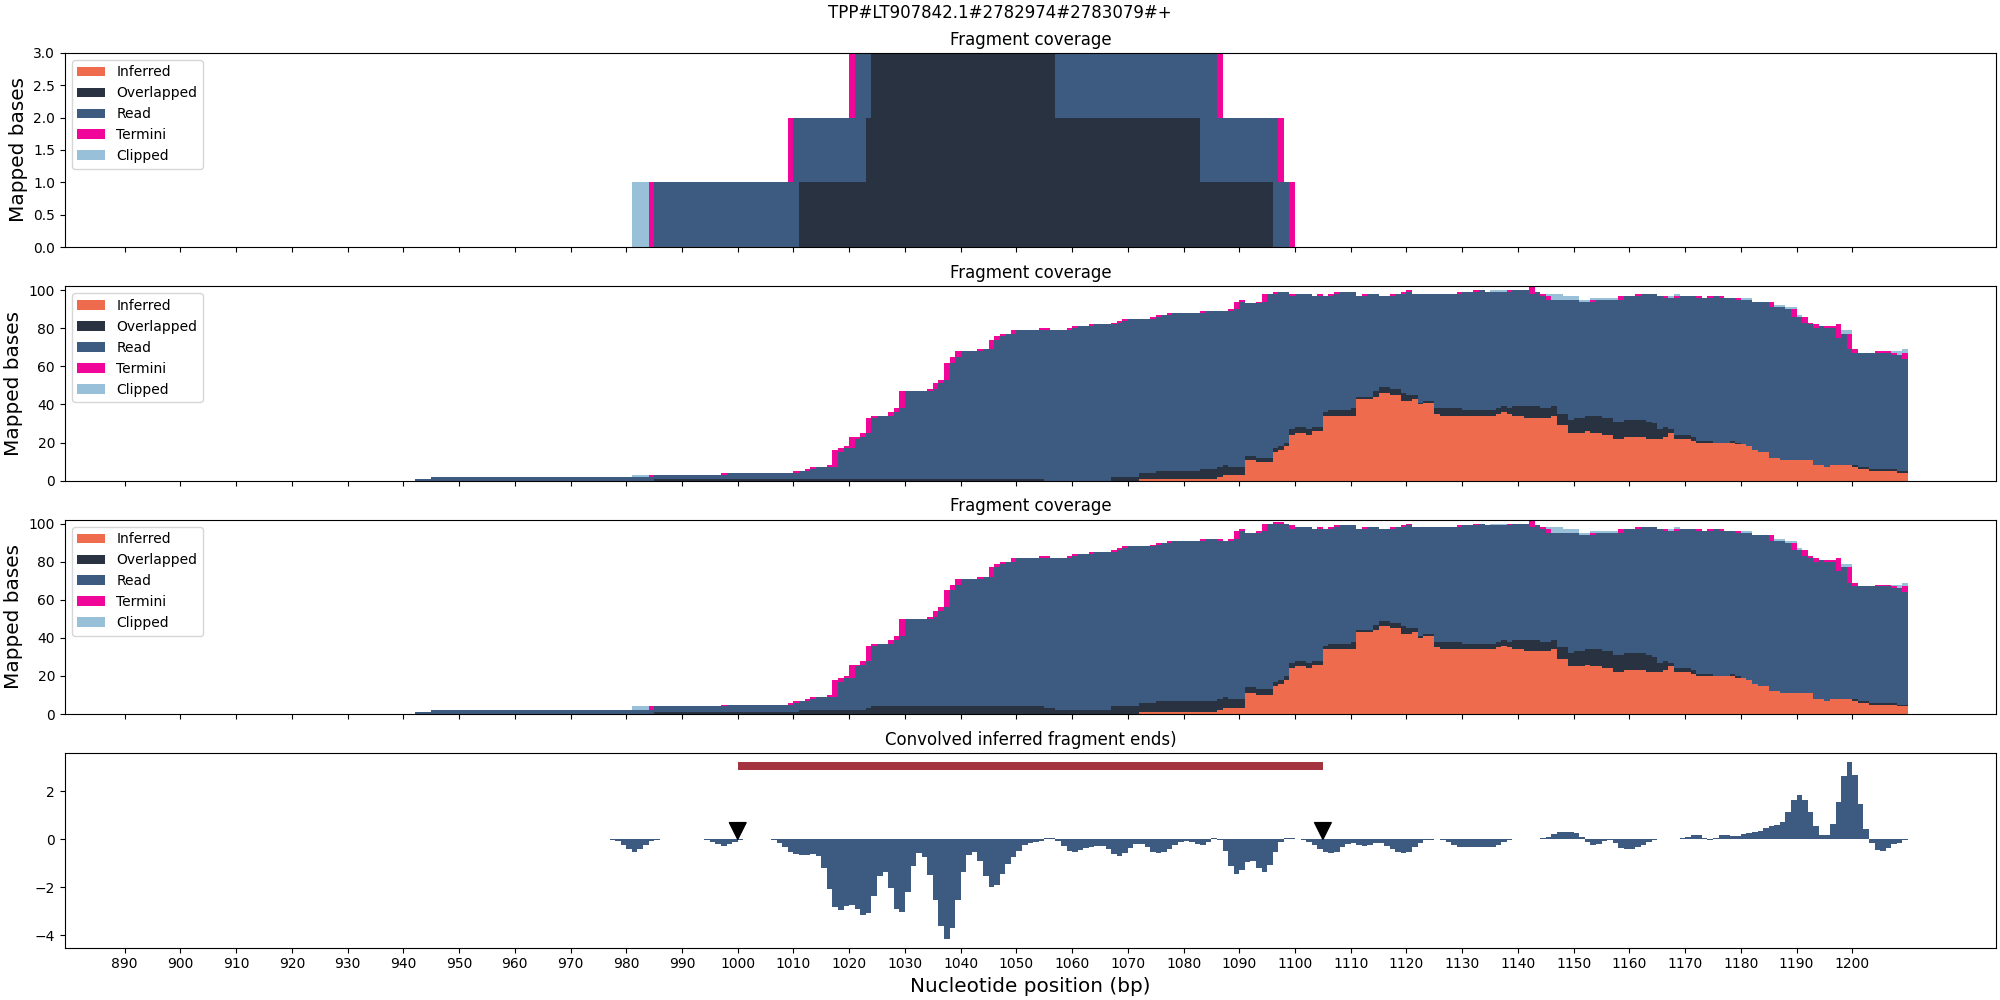 TPP#LT907842.1#2782974#2783079#+
Fragment coverage
Mapped bases
3.0
2.5
2.0
1.5
1.0
0.5
0.0
Inferred
Overlapped
Read
Termini
Clipped
Fragment coverage
Mapped bases
100
80
60
40
20
0
Inferred
Overlapped
Read
Termini
Clipped
Fragment coverage
Mapped bases
100
80
60
40
20
0
Inferred
Overlapped
Read
Termini
Clipped
Convolved inferred fragment ends)
2
0
−2
−4
890 900 910 920 930 940 950 960 970 980 990 1000 1010 1020 1030 1040 1050 1060 1070 1080 1090 1100 1110 1120 1130 1140 1150 1160 1170 1180 1190 1200
Nucleotide position (bp)